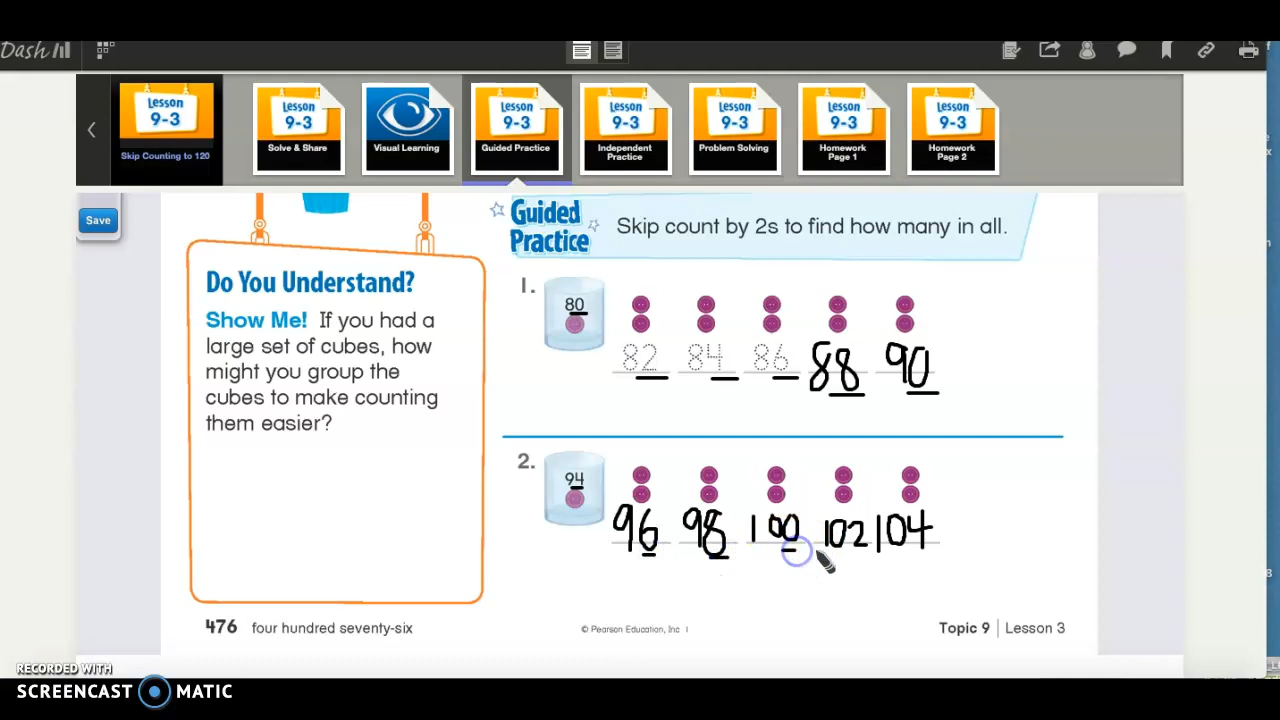 Dash
Lesson
9-3
Skip Counting to 120
Lesson
9-3
Solve & Share
Visual Learning
Lesson
9-3
Guided Practice
Lesson
9-3
Independent
Practice
Lesson
9-3
Problem Solving
Lesson
9-3
Homework
Page 1
Lesson
9-3
Homework
Page 2
Save
Guided
Practice
Skip count by 2s to find how many in all.
Do You Understand?
Show Me! If you had a
large set of cubes, how
might you group the
cubes to make counting
them easier?
1.
80
82 84 86 88 90
2.
94
96 98 100 102 104
476 four hundred seventy-six
© Pearson Education, Inc 1
Topic 9 | Lesson 3
RECORDED WITH
SCREENCAST MATIC